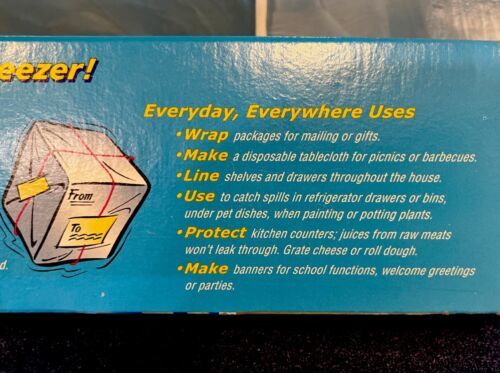 eezer!
Everyday, Everywhere Uses
•Wrap packages for mailing or gifts.
•Make a disposable tablecloth for picnics or barbecues.
•Line shelves and drawers throughout the house.
•Use to catch spills in refrigerator drawers or bins,
under pet dishes, when painting or potting plants.
•Protect kitchen counters; juices from raw meats
won't leak through. Grate cheese or roll dough.
•Make banners for school functions, welcome greetings
or parties.
From
To
d.